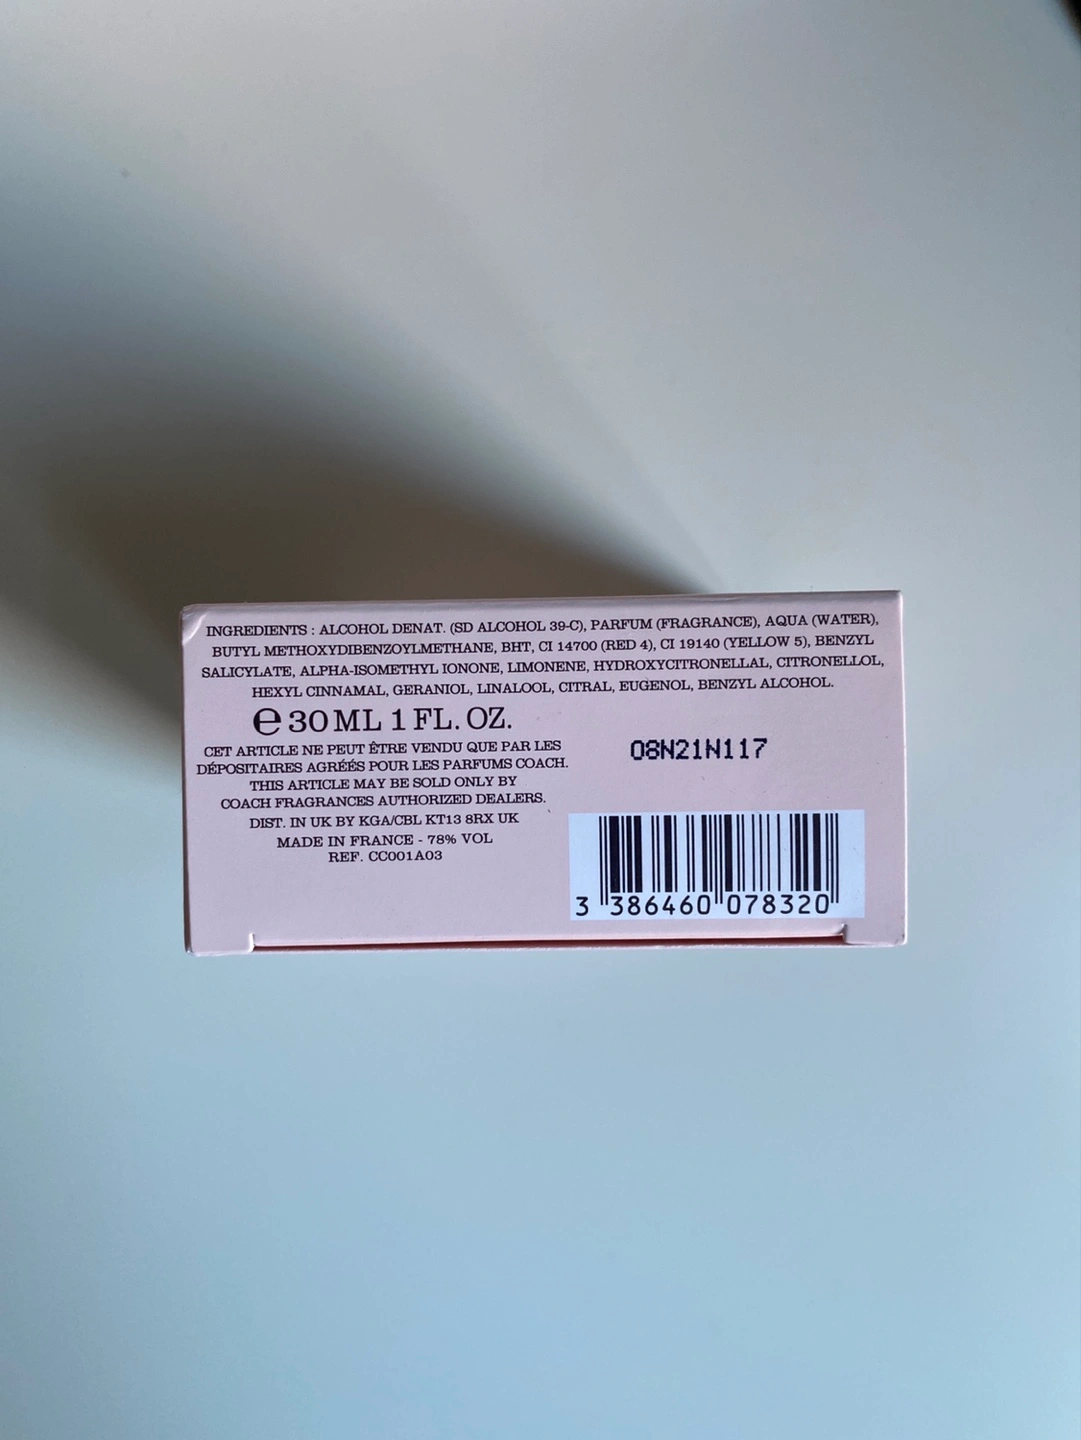 INGREDIENTS : ALCOHOL DENAT. (SD ALCOHOL 39-C), PARFUM (FRAGRANCE), AQUA (WATER),
BUTYL METHOXYDIBENZOYLMETHANE, BHT, CI 14700 (RED 4), CI 19140 (YELLOW 5), BENZYL
SALICYLATE, ALPHA-ISOMETHYL IONONE, LIMONENE, HYDROXYCITRONELLAL, CITRONELLOL,
HEXYL CINNAMAL, GERANIOL, LINALOOL, CITRAL, EUGENOL, BENZYL ALCOHOL.
℮ 30 ML 1 FL. OZ.
CET ARTICLE NE PEUT ÊTRE VENDU QUE PAR LES
DÉPOSITAIRES AGRÉÉS POUR LES PARFUMS COACH.
THIS ARTICLE MAY BE SOLD ONLY BY
COACH FRAGRANCES AUTHORIZED DEALERS.
DIST. IN UK BY KGA/CBL KT13 8RX UK
MADE IN FRANCE - 78% VOL
REF. CC001A03
08N21N117
3 386460 078320